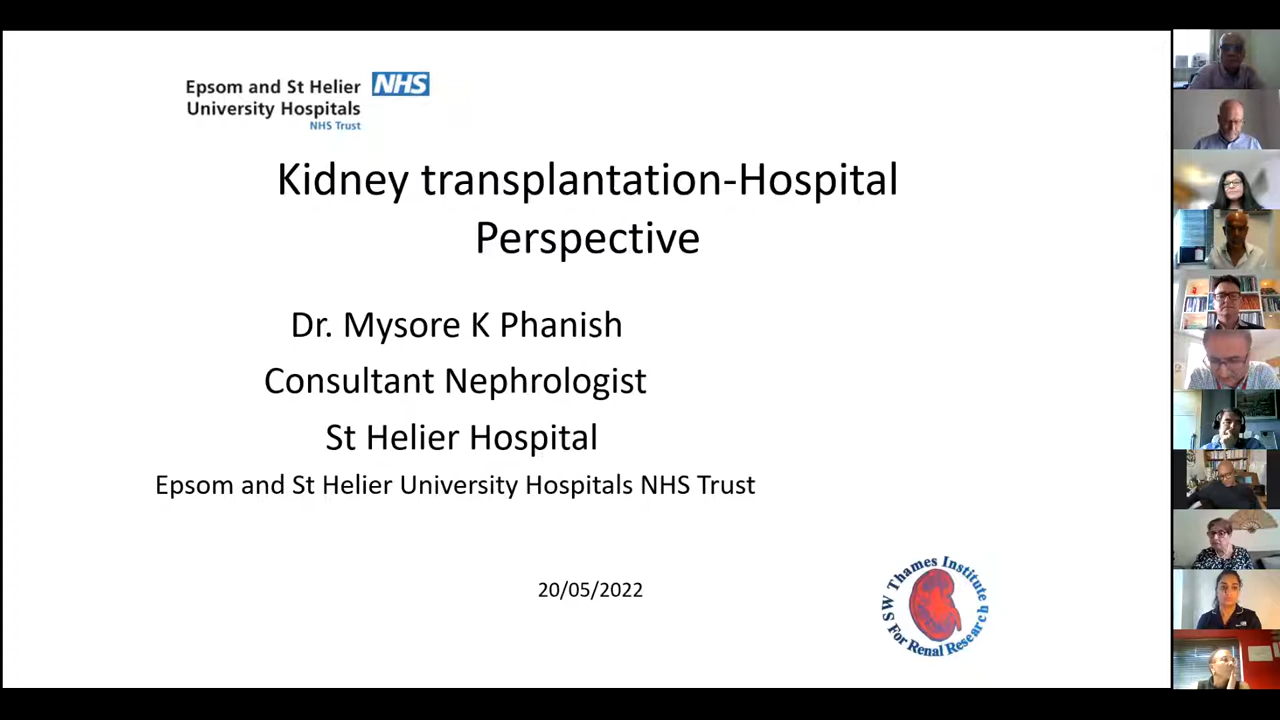 Epsom and St Helier NHS
University Hospitals
NHS Trust
Kidney transplantation-Hospital
Perspective
Dr. Mysore K Phanish
Consultant Nephrologist
St Helier Hospital
Epsom and St Helier University Hospitals NHS Trust
20/05/2022
SW Thames Institute For Renal Research